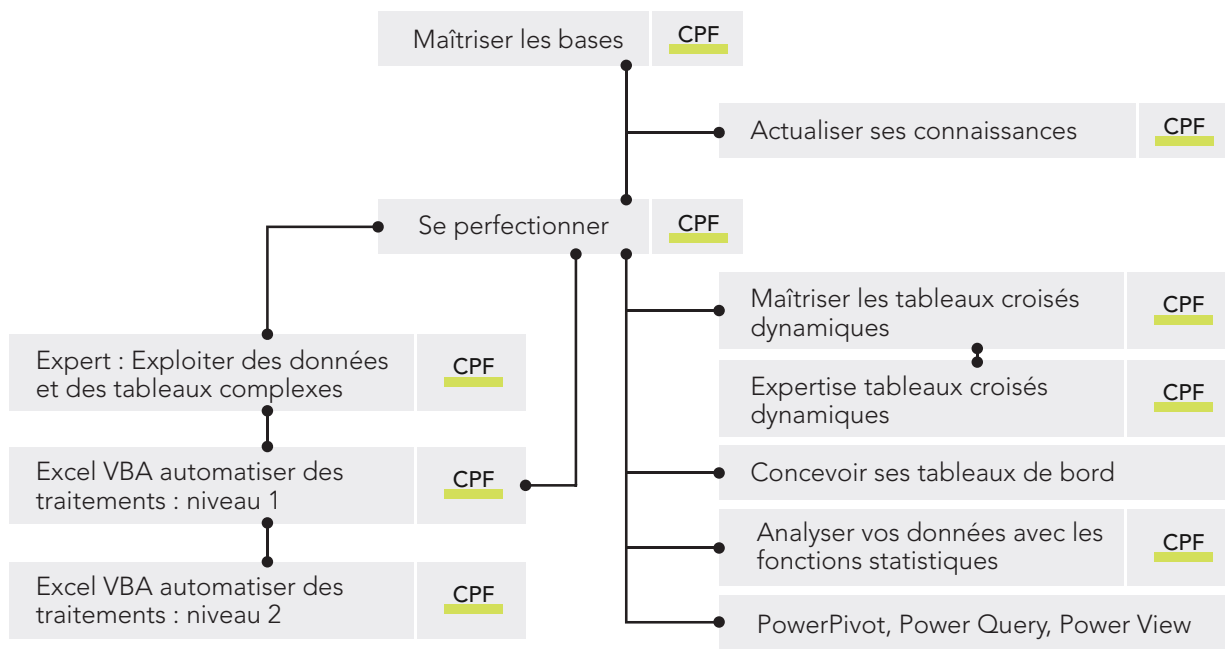 Maîtriser les bases CPF
Actualiser ses connaissances CPF
Se perfectionner CPF
Expert : Exploiter des données
et des tableaux complexes CPF
Excel VBA automatiser des
traitements : niveau 1 CPF
Excel VBA automatiser des
traitements : niveau 2 CPF
Maîtriser les tableaux croisés
dynamiques CPF
Expertise tableaux croisés
dynamiques CPF
Concevoir ses tableaux de bord
Analyser vos données avec les
fonctions statistiques CPF
PowerPivot, Power Query, Power View